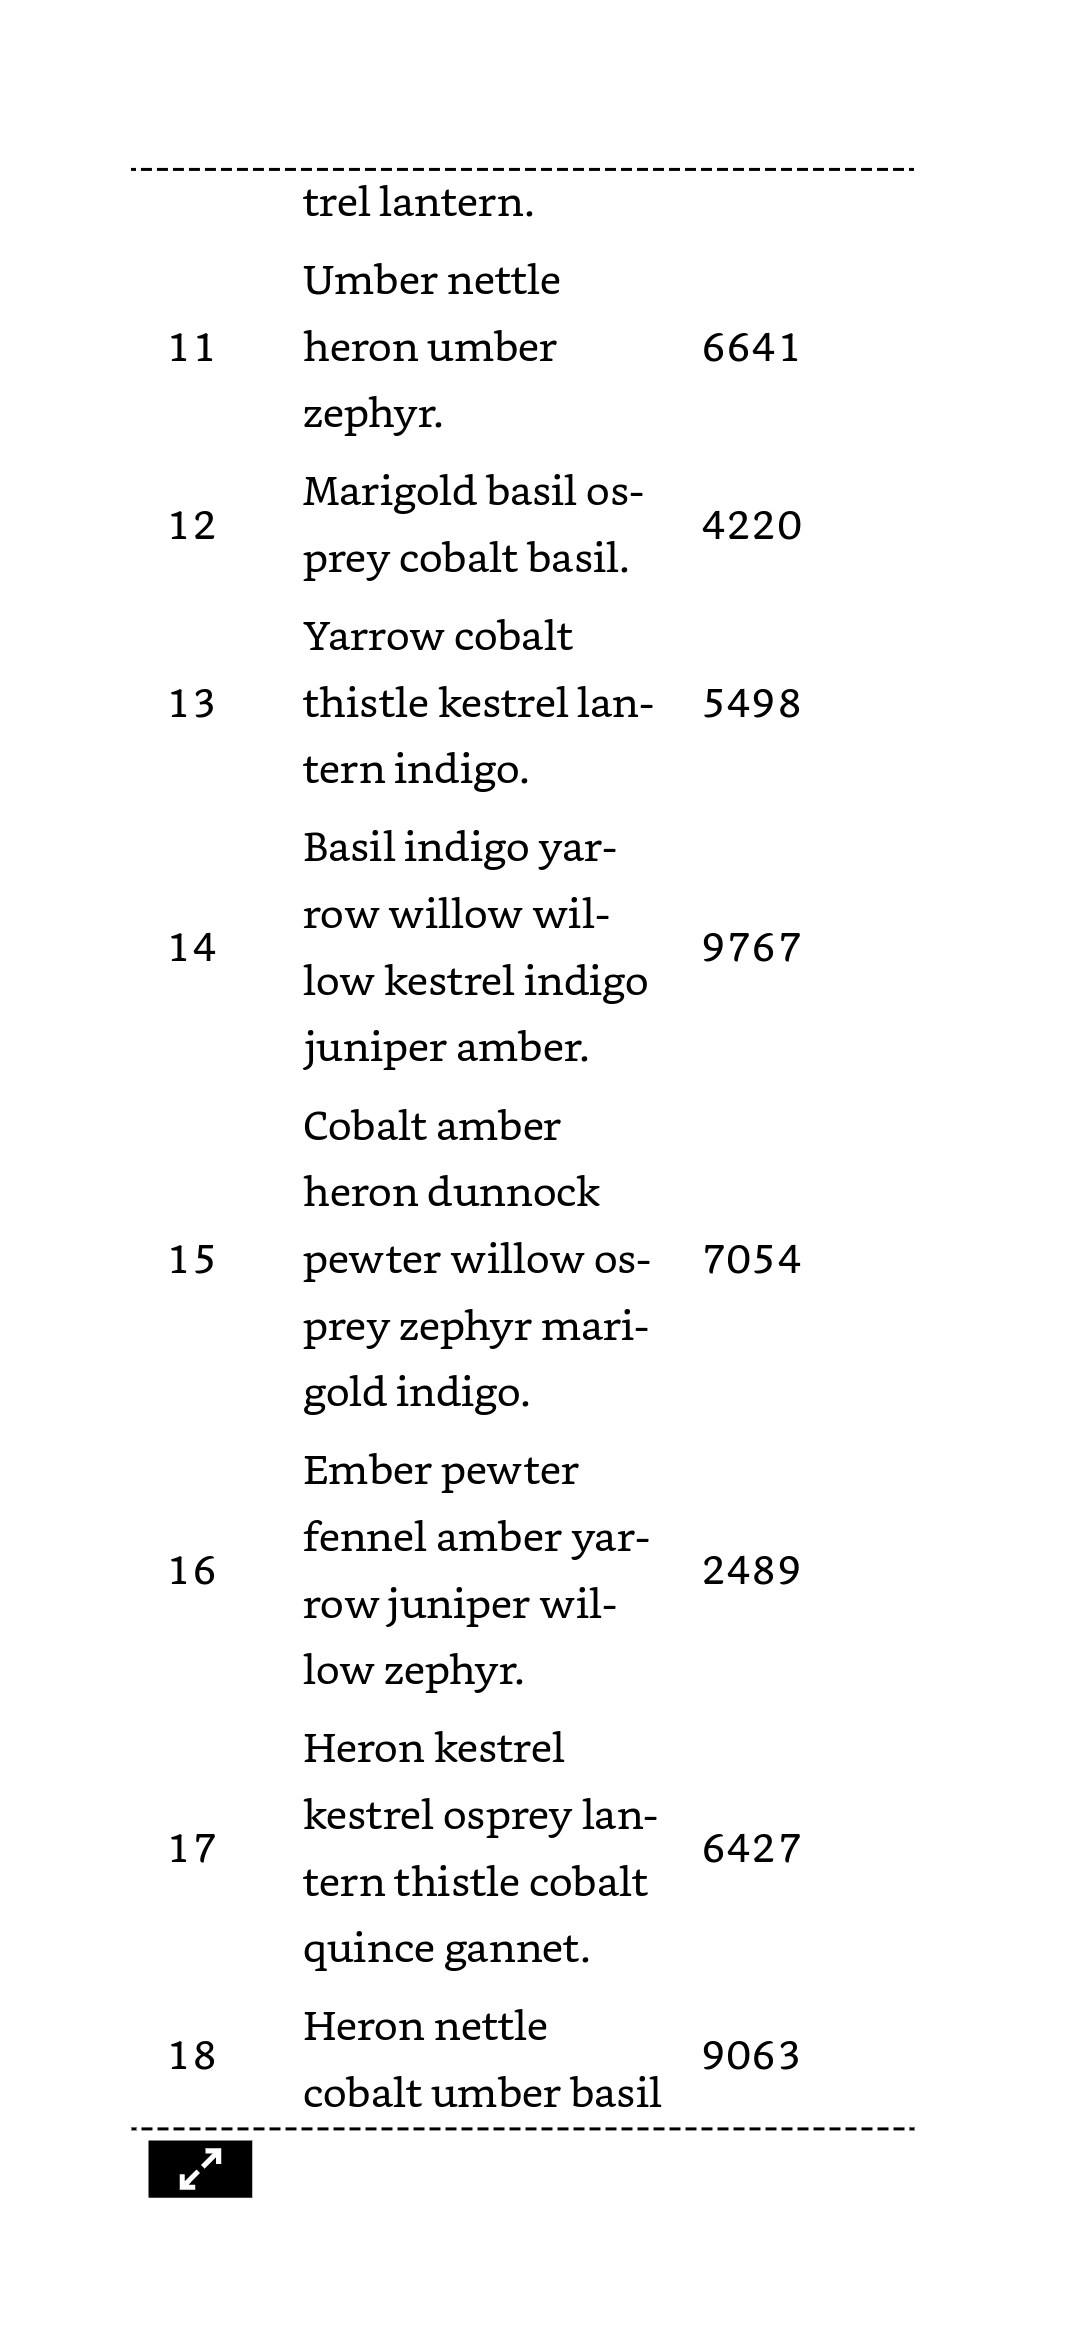 trel lantern.
Umber nettle
11 heron umber 6641
zephyr.
Marigold basil os-
12 4220
prey cobalt basil.
Yarrow cobalt
13 thistle kestrel lan- 5498
tern indigo.
Basil indigo yar-
row willow wil-
14 9767
low kestrel indigo
juniper amber.
Cobalt amber
heron dunnock
15 pewter willow os- 7054
prey zephyr mari-
gold indigo.
Ember pewter
fennel amber yar-
16 2489
row juniper wil-
low zephyr.
Heron kestrel
kestrel osprey lan-
17 6427
tern thistle cobalt
quince gannet.
Heron nettle
18 9063
cobalt umber basil